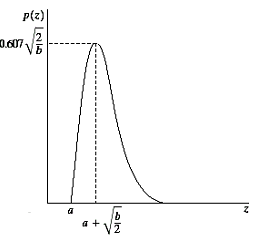 p(z)
0.607√(2/b)
a
z
a + √(b/2)